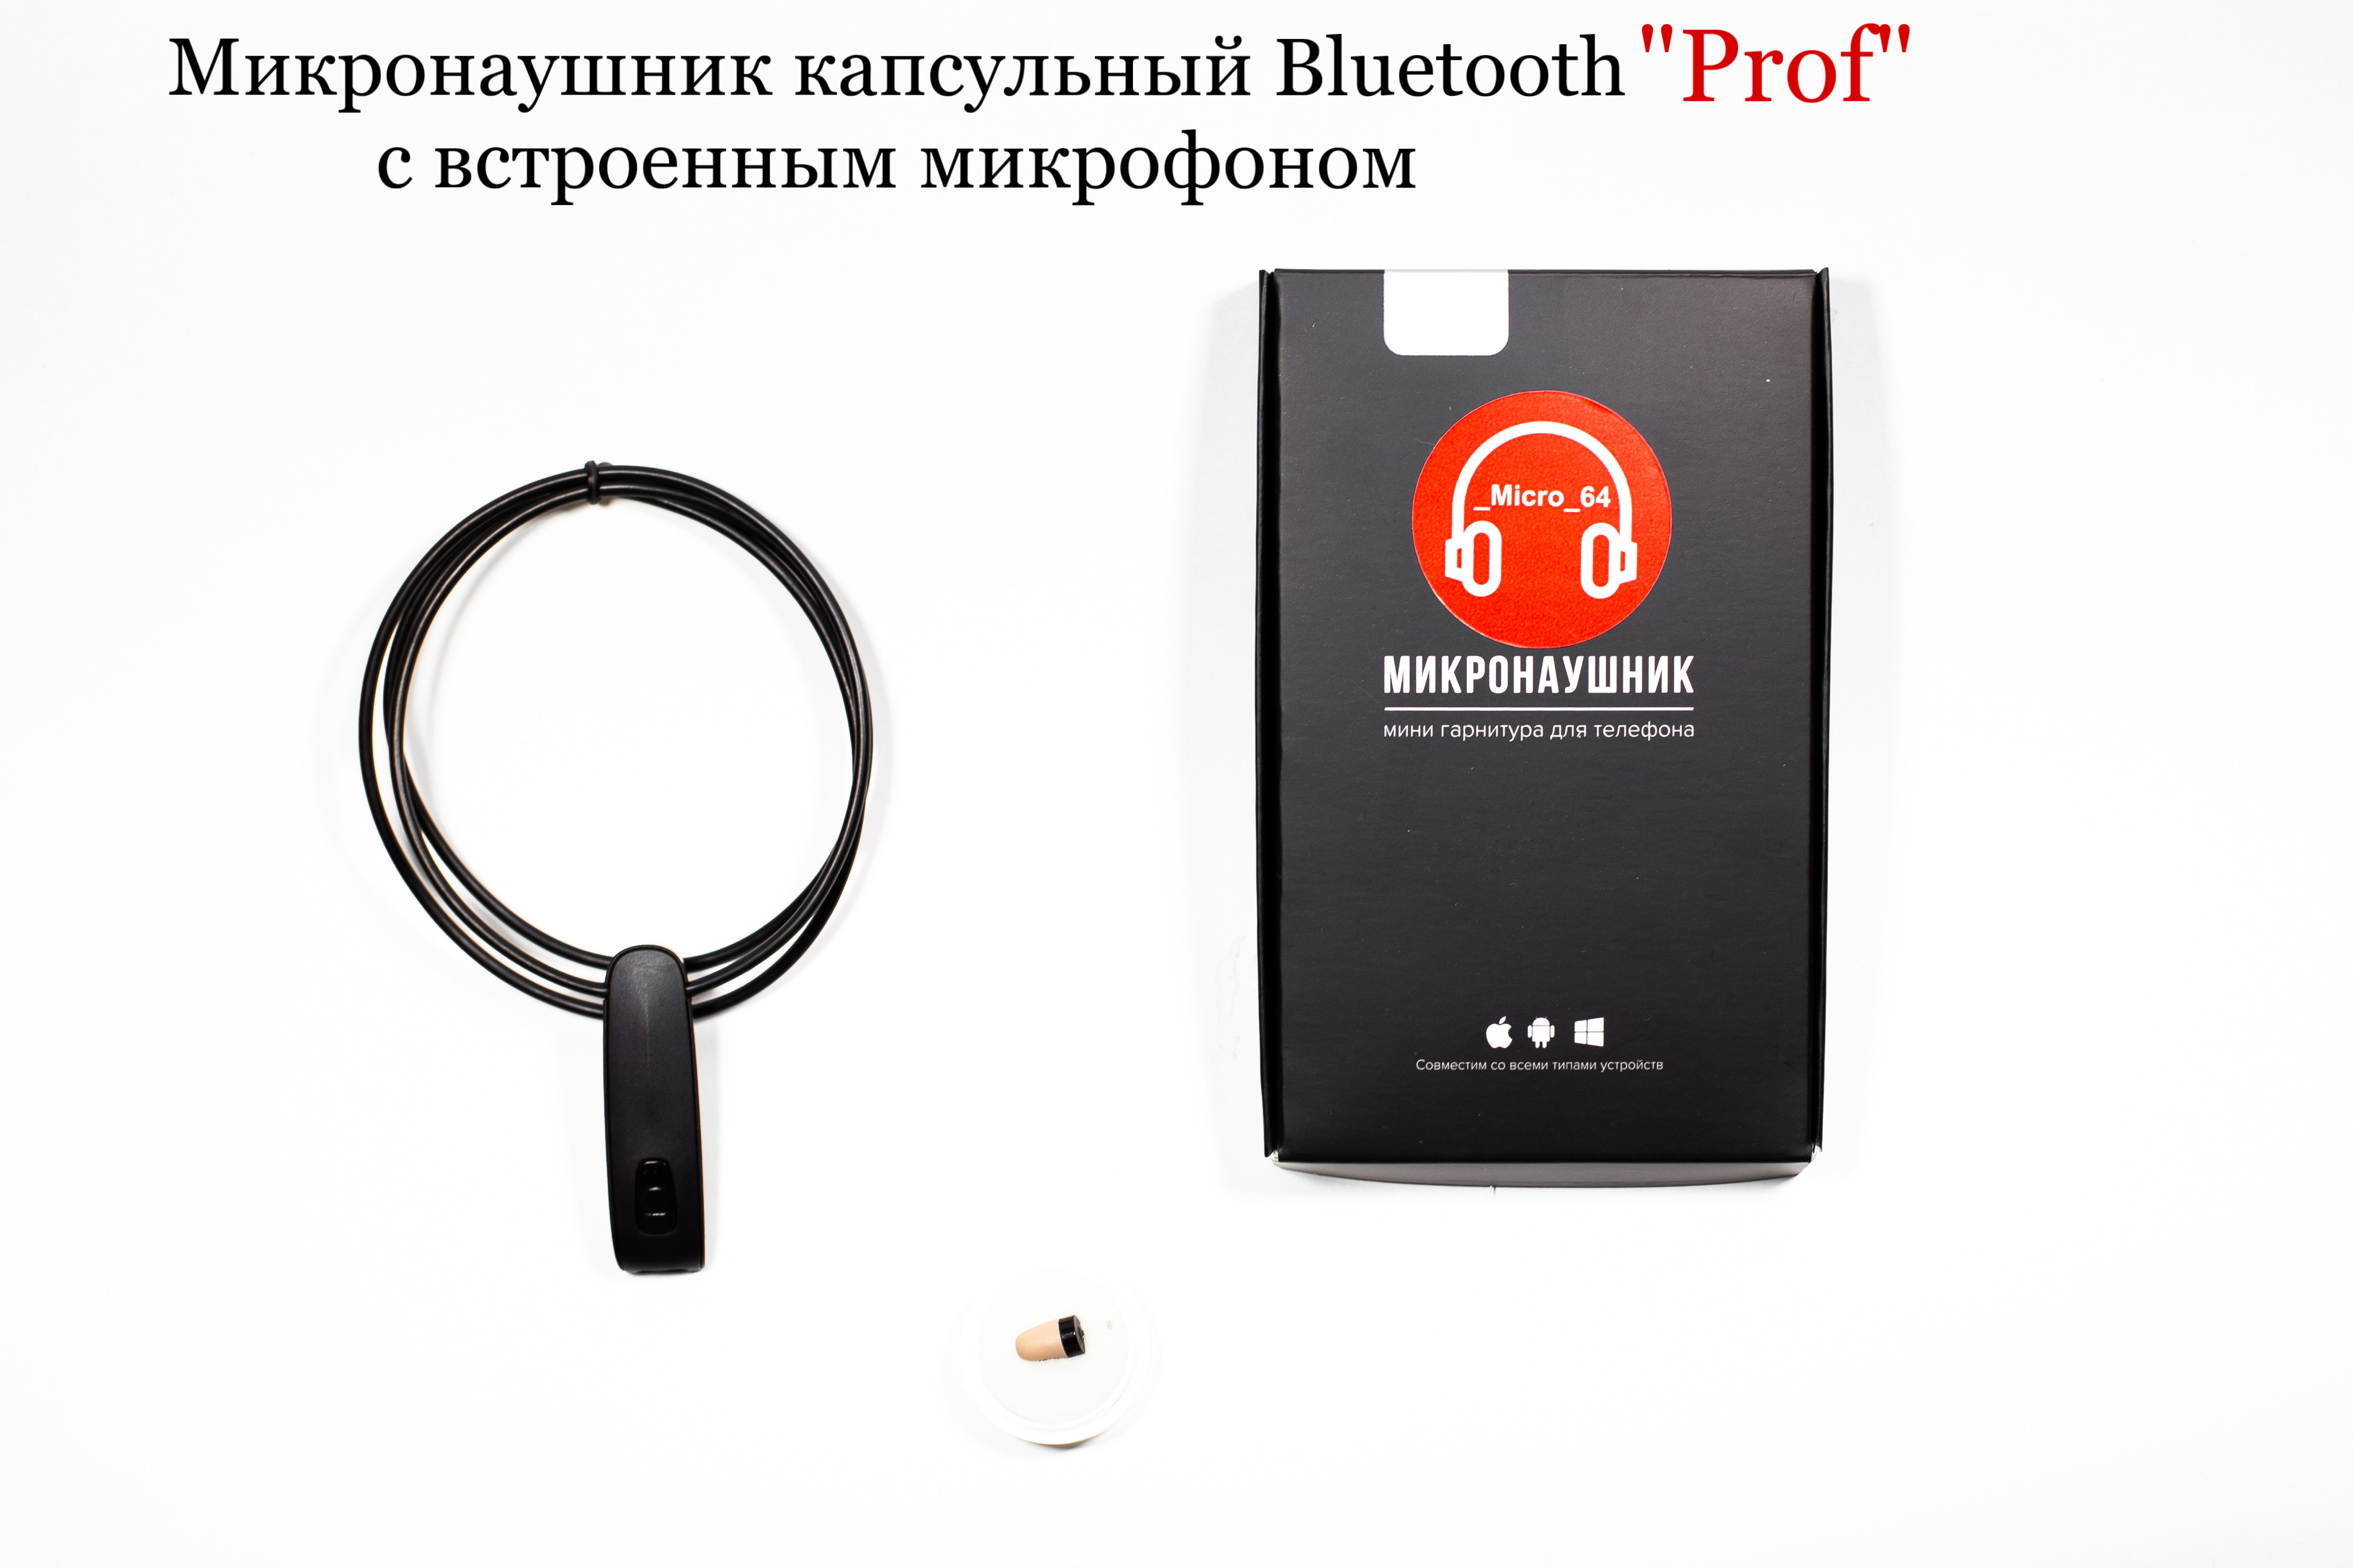 Микронаушник капсульный Bluetooth "Prof"
с встроенным микрофоном
_Micro_64
МИКРОНАУШНИК
мини гарнитура для телефона
Совместим со всеми типами устройств